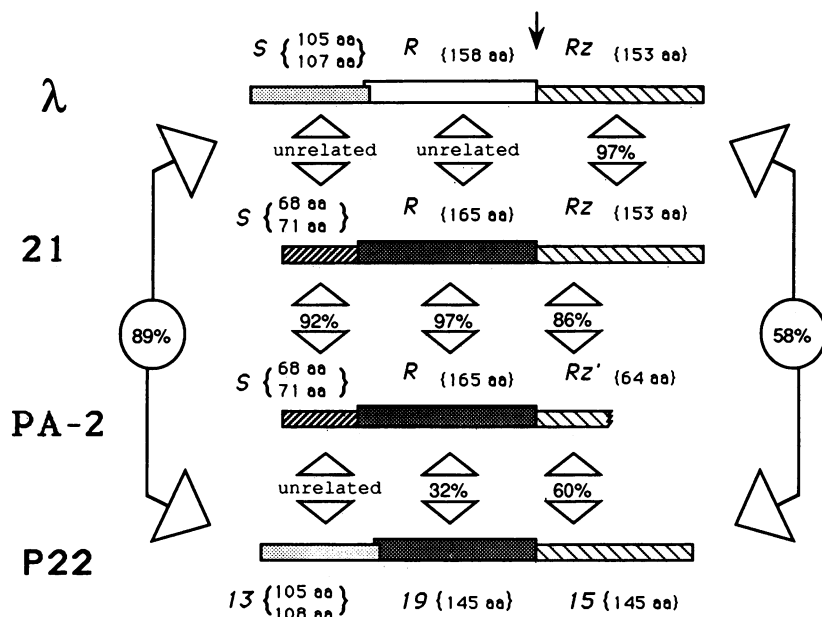 S { 105 aa } R {158 aa} Rz {153 aa}
107 aa
λ
unrelated unrelated 97%
S { 68 aa } R {165 aa} Rz {153 aa}
71 aa
21
89% 92% 97% 86% 58%
S { 68 aa } R {165 aa} Rz' {64 aa}
71 aa
PA-2
unrelated 32% 60%
P22
13 { 105 aa } 19 {145 aa} 15 {145 aa}
108 aa